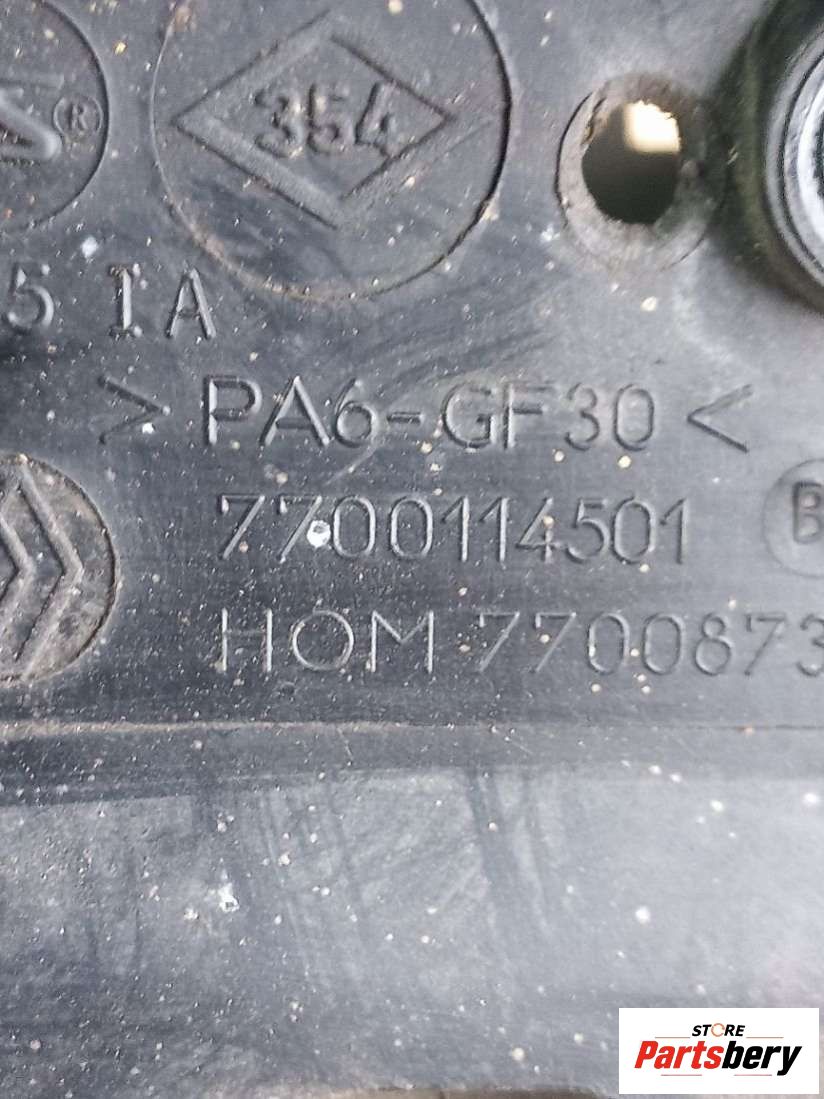 S®
354
5 IA
>PA6-GF30<
7700114501
B
HOM 7700873
STORE
Partsbery